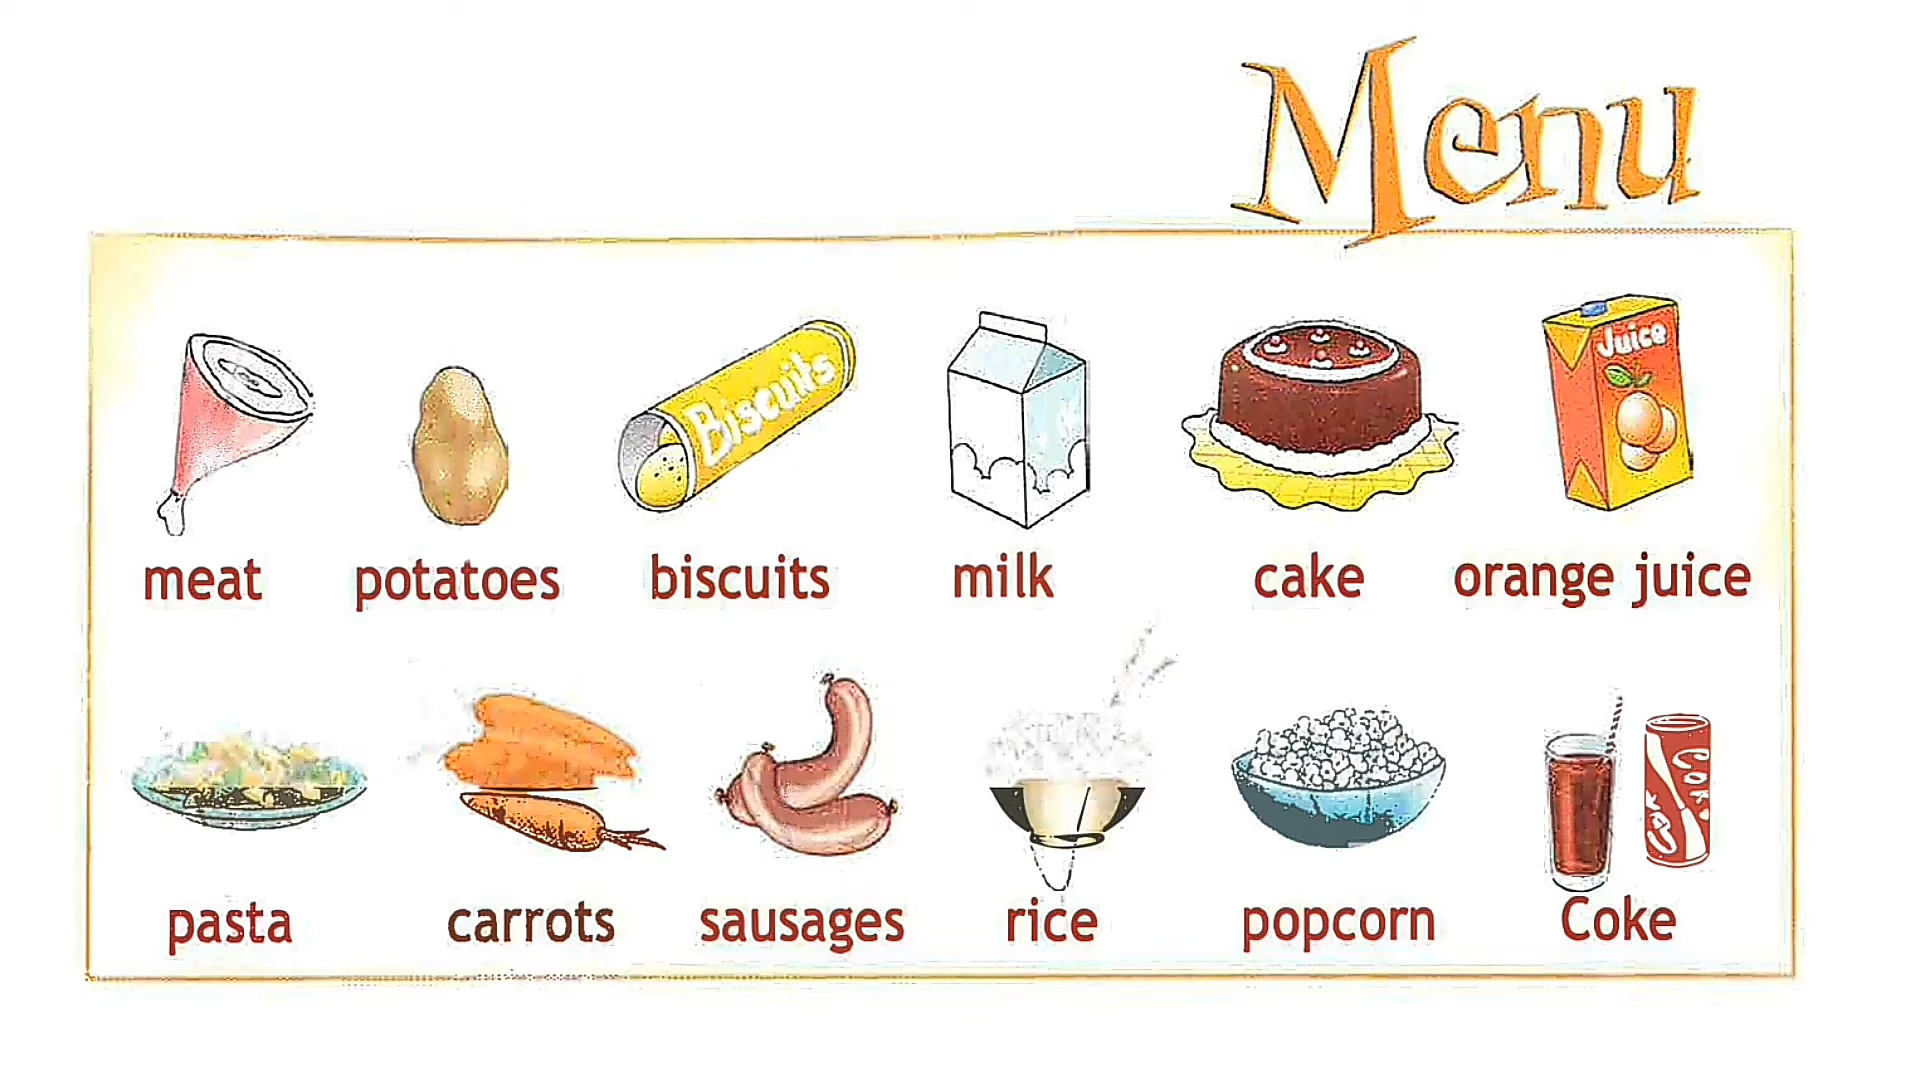 Menu
Biscuits
Juice
meat potatoes biscuits milk cake orange juice
Coke
pasta carrots sausages rice popcorn Coke